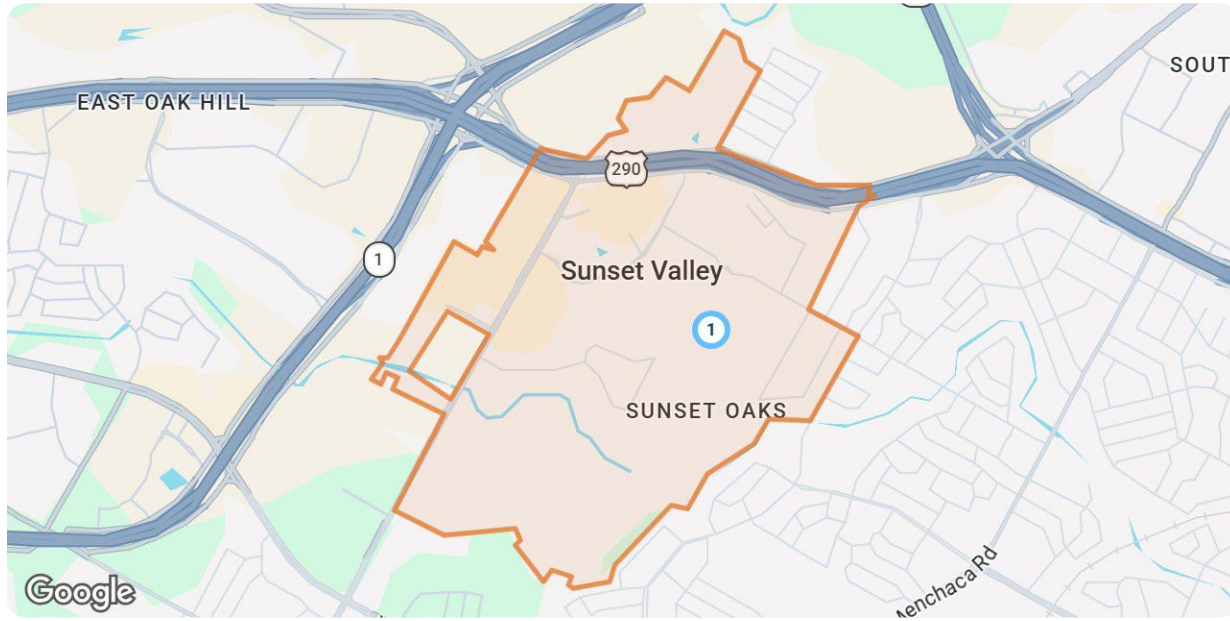 EAST OAK HILL
SOUT
290
1
Sunset Valley
1
SUNSET OAKS
Menchaca Rd
Google